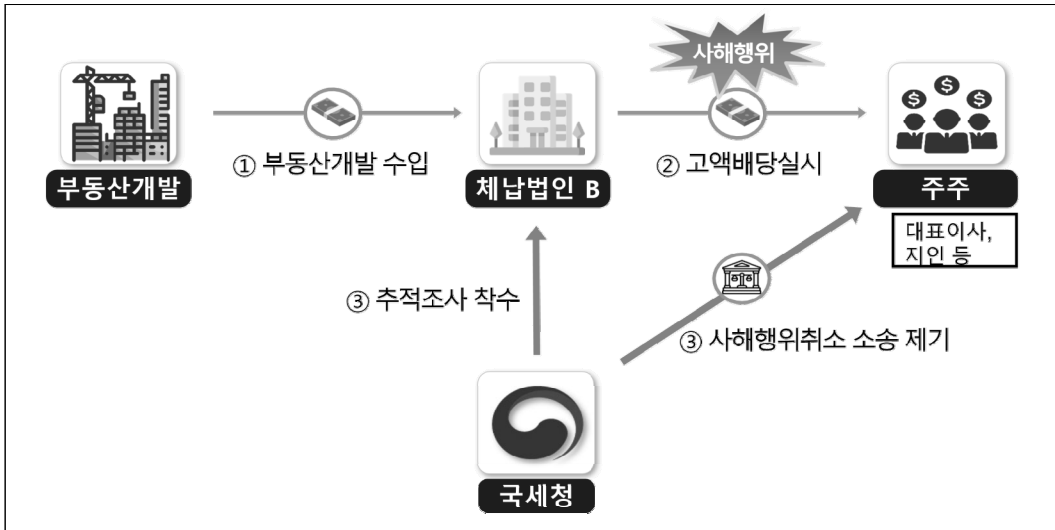 사해행위
① 부동산개발 수입
② 고액배당실시
부동산개발
체납법인 B
주주
대표이사,
지인 등
③ 추적조사 착수
③ 사해행위취소 소송 제기
국세청